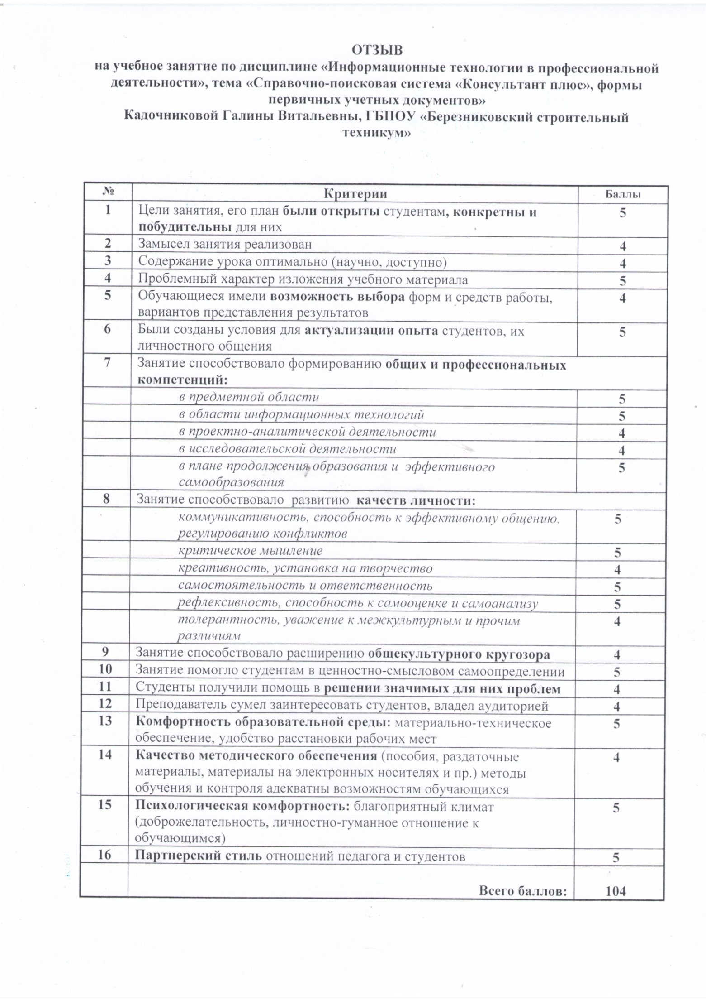 ОТЗЫВ
на учебное занятие по дисциплине «Информационные технологии в профессиональной
деятельности», тема «Справочно-поисковая система «Консультант плюс», формы
первичных учетных документов»
Кадочниковой Галины Витальевны, ГБПОУ «Березниковский строительный
техникум»
№ Критерии Баллы
1 Цели занятия, его план были открыты студентам, конкретны и 5
побудительны для них
2 Замысел занятия реализован 4
3 Содержание урока оптимально (научно, доступно) 4
4 Проблемный характер изложения учебного материала 5
5 Обучающиеся имели возможность выбора форм и средств работы, 4
вариантов представления результатов
6 Были созданы условия для актуализации опыта студентов, их 5
личностного общения
7 Занятие способствовало формированию общих и профессиональных
компетенций:
в предметной области 5
в области информационных технологий 5
в проектно-аналитической деятельности 4
в исследовательской деятельности 4
в плане продолжения образования и эффективного 5
самообразования
8 Занятие способствовало развитию качеств личности:
коммуникативность, способность к эффективному общению, 5
регулированию конфликтов
критическое мышление 5
креативность, установка на творчество 4
самостоятельность и ответственность 5
рефлексивность, способность к самооценке и самоанализу 5
толерантность, уважение к межкультурным и прочим 4
различиям
9 Занятие способствовало расширению общекультурного кругозора 4
10 Занятие помогло студентам в ценностно-смысловом самоопределении 5
11 Студенты получили помощь в решении значимых для них проблем 4
12 Преподаватель сумел заинтересовать студентов, владел аудиторией 4
13 Комфортность образовательной среды: материально-техническое 5
обеспечение, удобство расстановки рабочих мест
14 Качество методического обеспечения (пособия, раздаточные 4
материалы, материалы на электронных носителях и пр.) методы
обучения и контроля адекватны возможностям обучающихся
15 Психологическая комфортность: благоприятный климат 5
(доброжелательность, личностно-гуманное отношение к
обучающимся)
16 Партнерский стиль отношений педагога и студентов 5
Всего баллов: 104